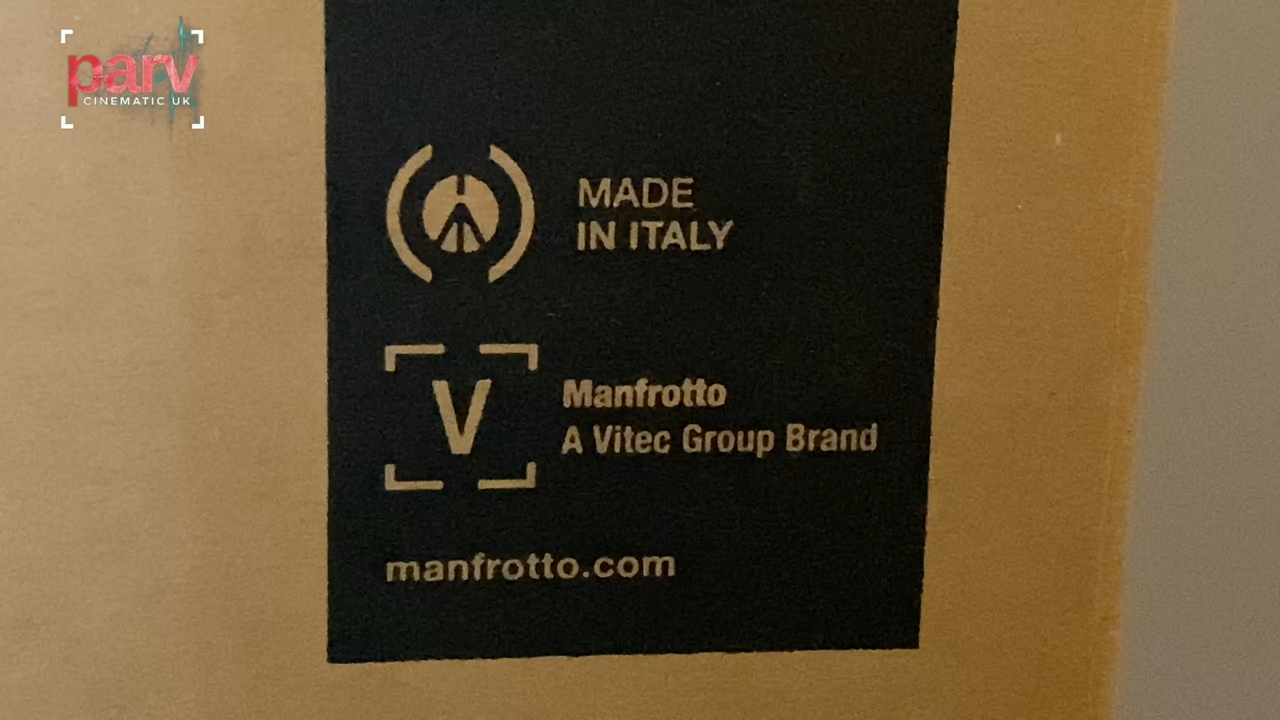 parv
CINEMATIC UK
MADE
IN ITALY
V
Manfrotto
A Vitec Group Brand
manfrotto.com